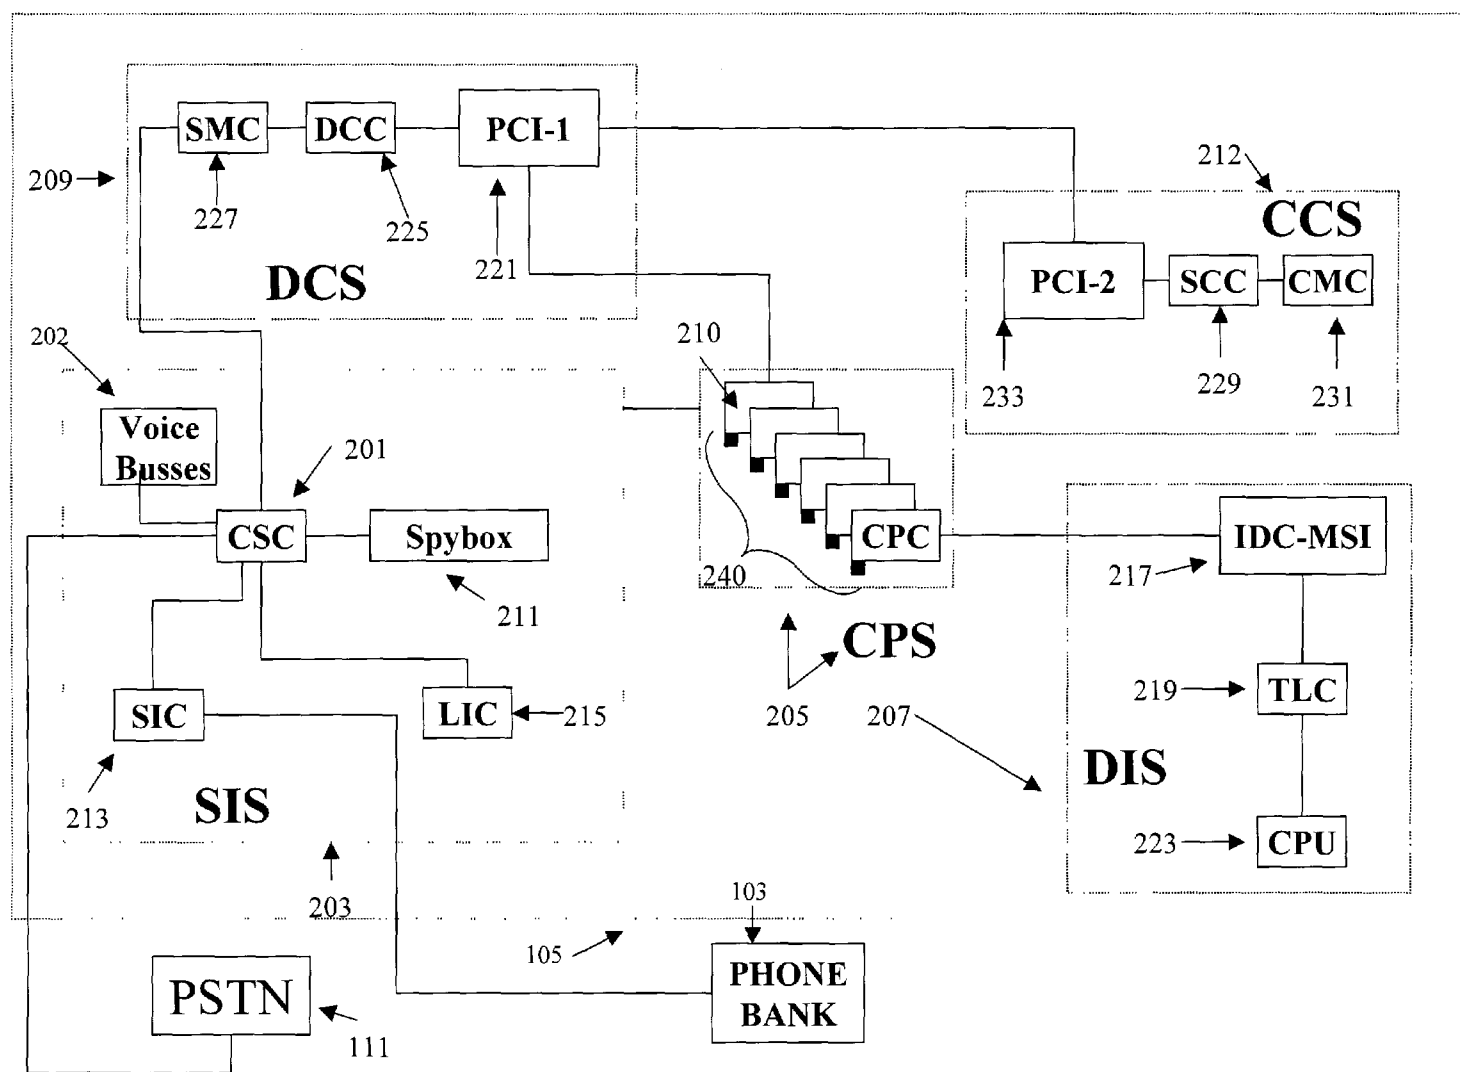 SMC
DCC
PCI-1
209
227
225
221
DCS
212
CCS
PCI-2
SCC
CMC
233
229
231
202
Voice
Busses
201
CSC
Spybox
211
210
CPC
240
CPS
205
207
IDC-MSI
217
219
TLC
DIS
223
CPU
SIC
LIC
215
213
SIS
203
103
105
PHONE
BANK
PSTN
111